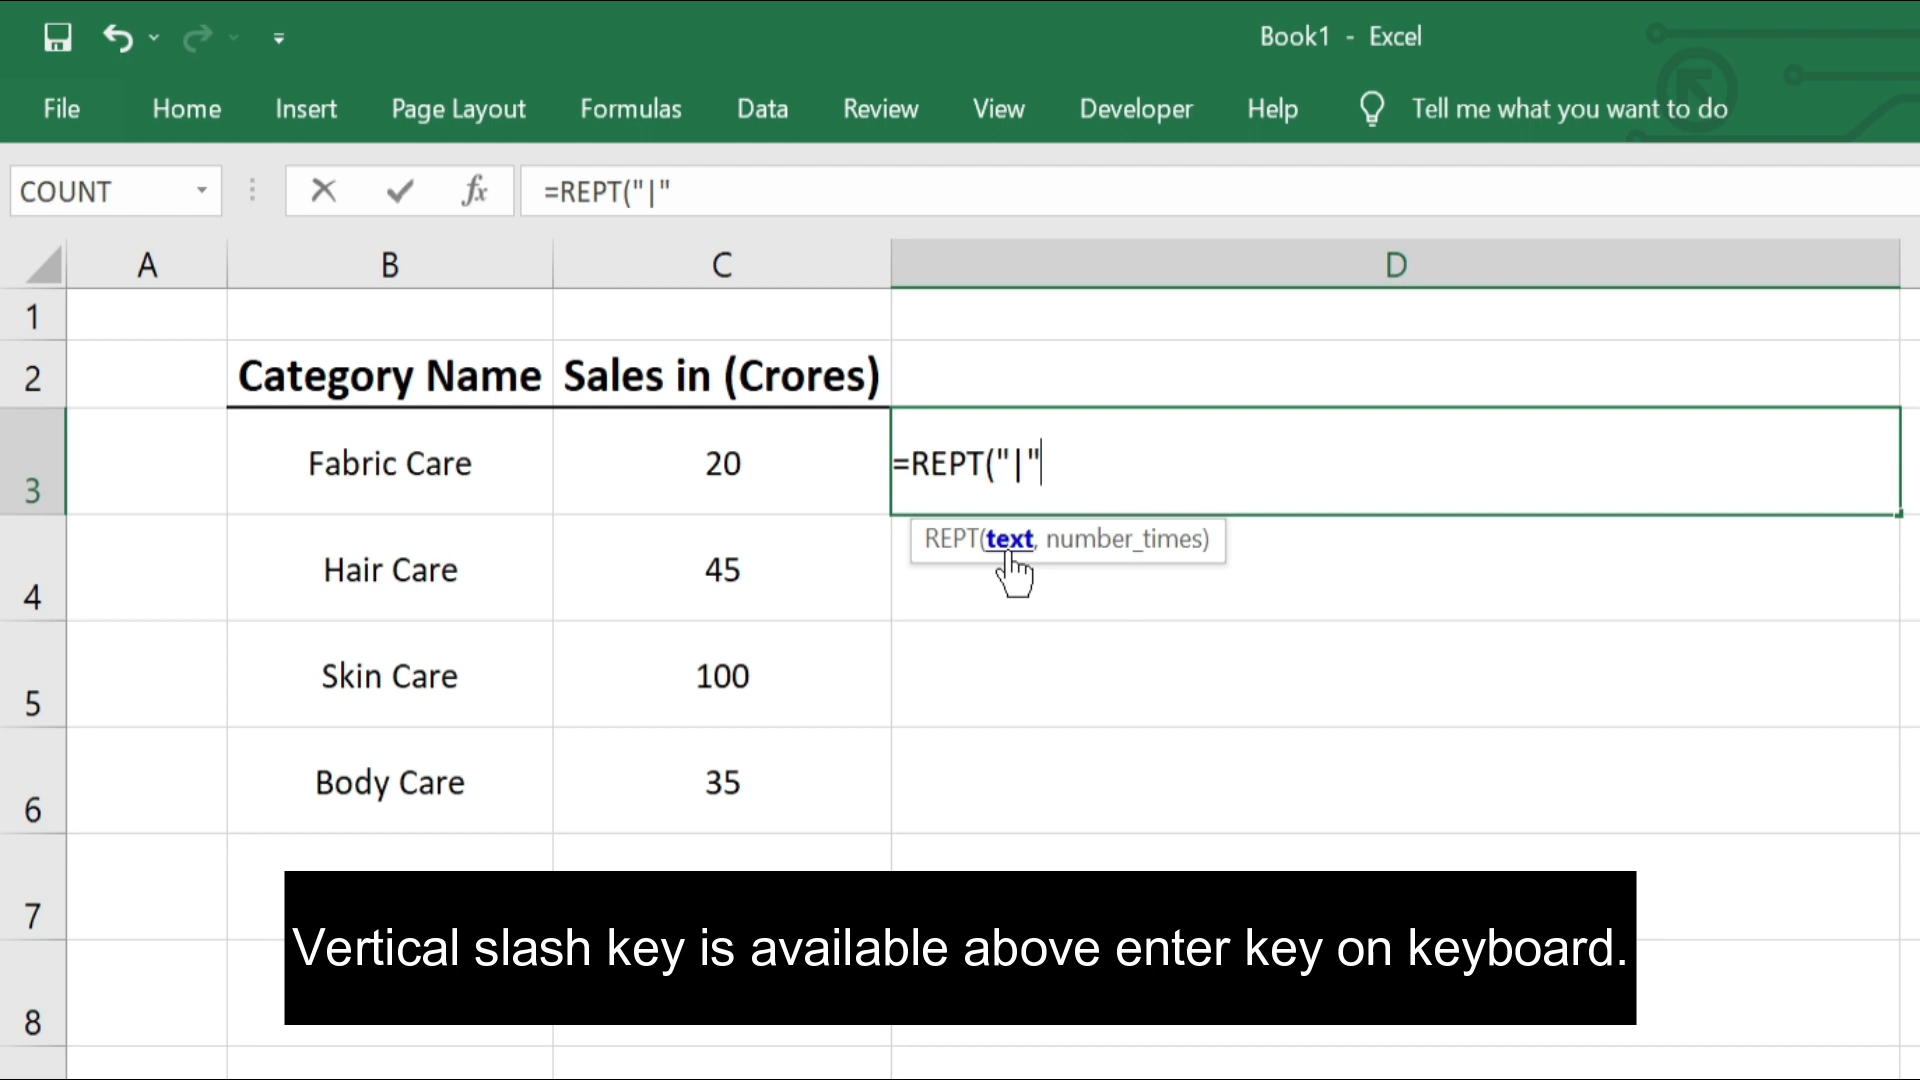 Book1 - Excel
File Home Insert Page Layout Formulas Data Review View Developer Help Tell me what you want to do
COUNT fx =REPT("|"
A B C D
1
2 Category Name Sales in (Crores)
3 Fabric Care 20 =REPT("|"
REPT(text, number_times)
4 Hair Care 45
5 Skin Care 100
6 Body Care 35
7
Vertical slash key is available above enter key on keyboard.
8